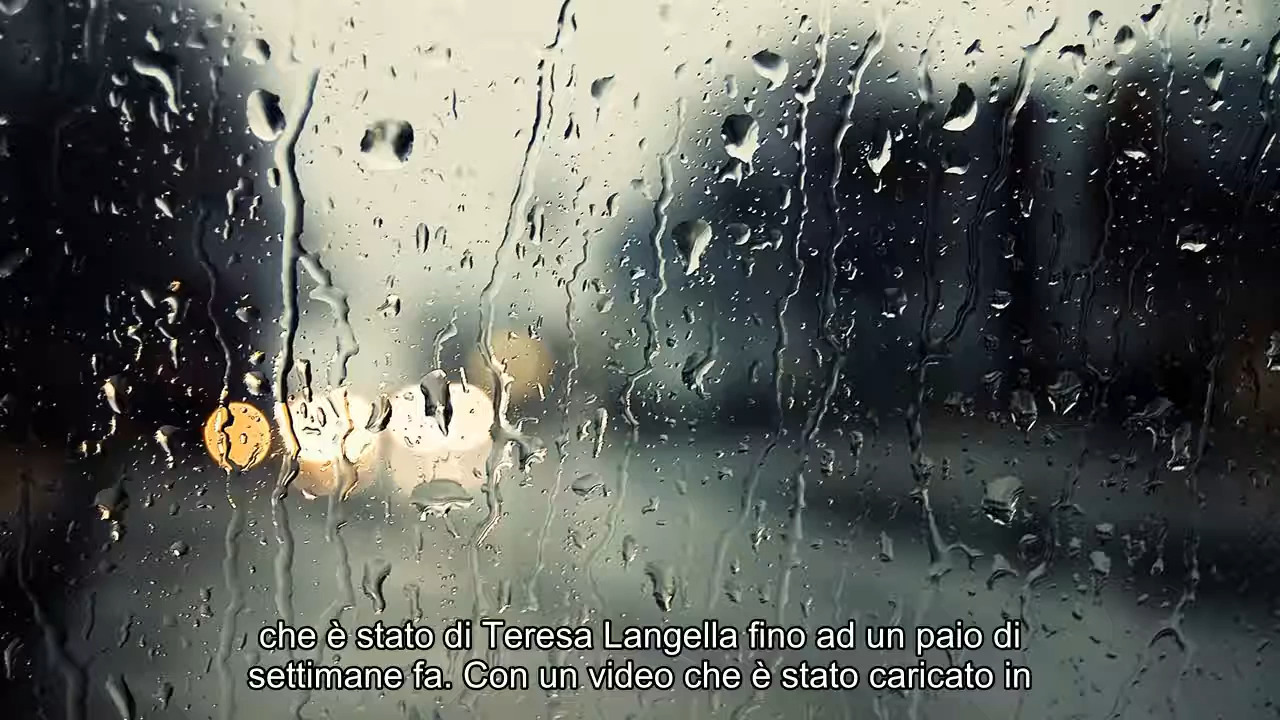 che è stato di Teresa Langella fino ad un paio di
settimane fa. Con un video che è stato caricato in